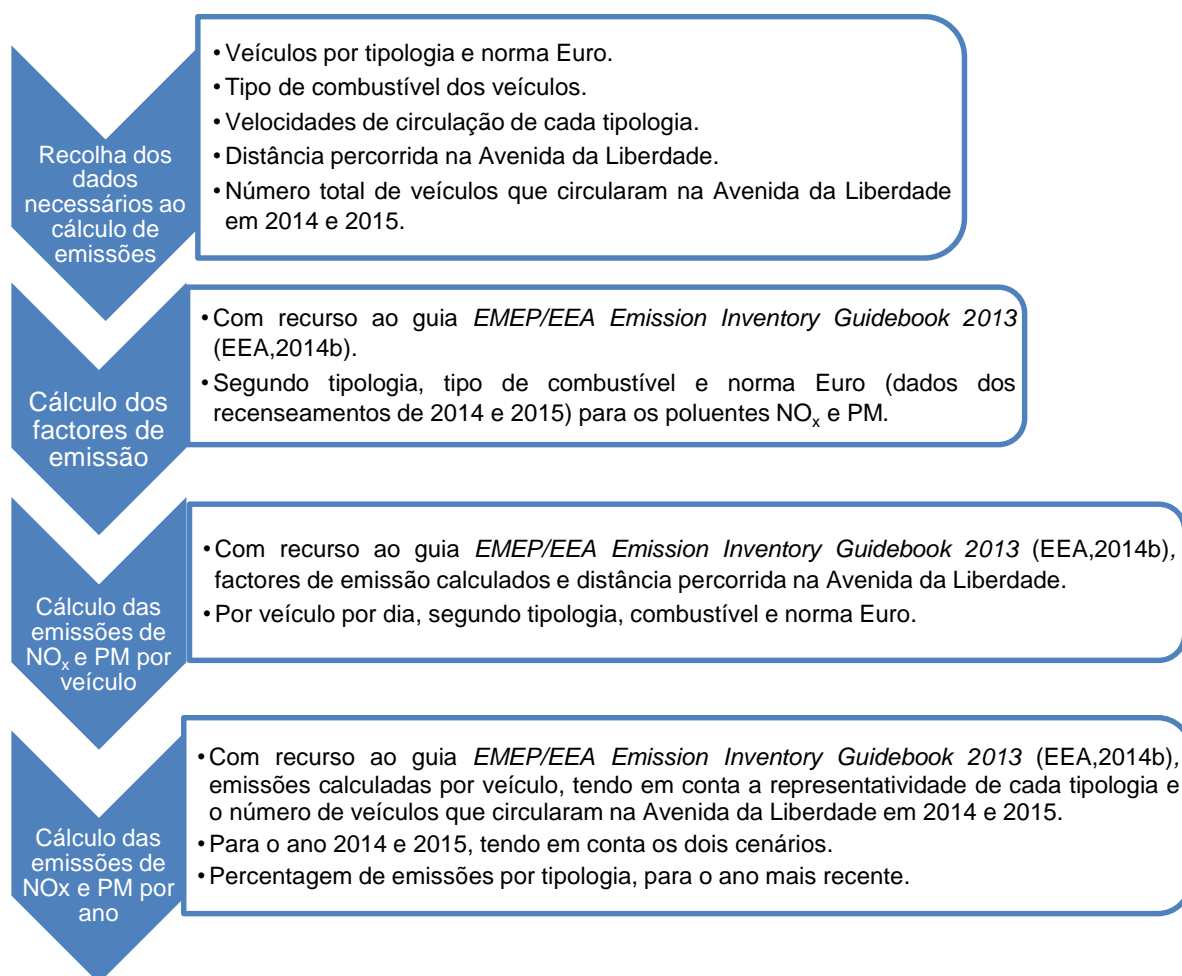 Recolha dos
dados
necessários ao
cálculo de
emissões
• Veículos por tipologia e norma Euro.
• Tipo de combustível dos veículos.
• Velocidades de circulação de cada tipologia.
• Distância percorrida na Avenida da Liberdade.
• Número total de veículos que circularam na Avenida da Liberdade
em 2014 e 2015.
Cálculo dos
factores de
emissão
• Com recurso ao guia EMEP/EEA Emission Inventory Guidebook 2013
(EEA,2014b).
• Segundo tipologia, tipo de combustível e norma Euro (dados dos
recenseamentos de 2014 e 2015) para os poluentes NOx e PM.
Cálculo das
emissões de
NOx e PM por
veículo
• Com recurso ao guia EMEP/EEA Emission Inventory Guidebook 2013 (EEA,2014b),
factores de emissão calculados e distância percorrida na Avenida da Liberdade.
• Por veículo por dia, segundo tipologia, combustível e norma Euro.
Cálculo das
emissões de
NOx e PM por
ano
• Com recurso ao guia EMEP/EEA Emission Inventory Guidebook 2013 (EEA,2014b),
emissões calculadas por veículo, tendo em conta a representatividade de cada tipologia e
o número de veículos que circularam na Avenida da Liberdade em 2014 e 2015.
• Para o ano 2014 e 2015, tendo em conta os dois cenários.
• Percentagem de emissões por tipologia, para o ano mais recente.